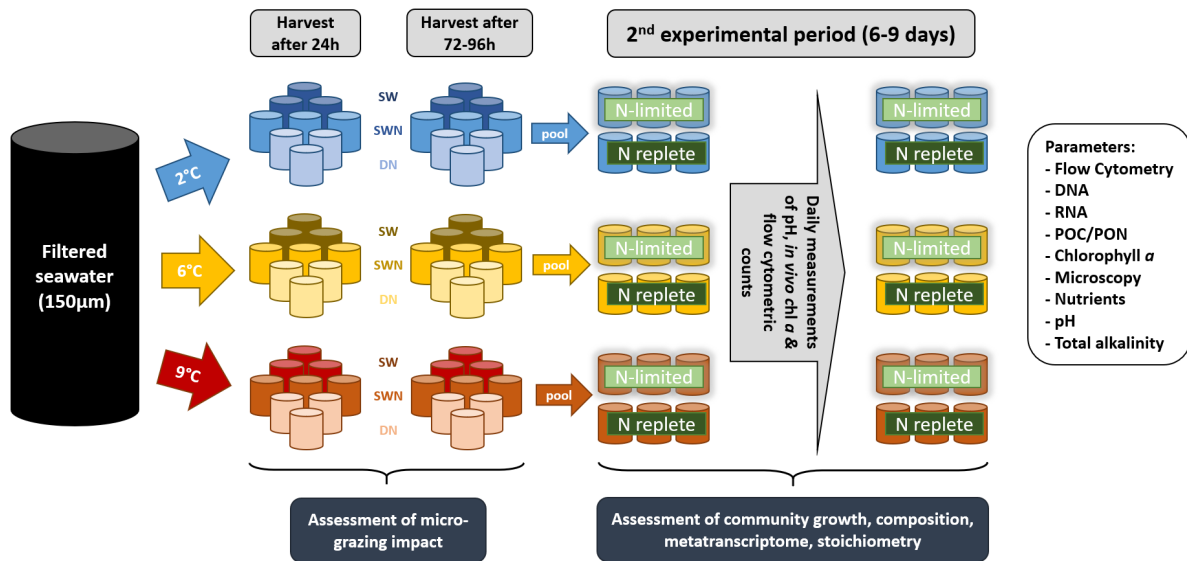 Harvest
after 24h
Harvest after
72-96h
2nd experimental period (6-9 days)
Filtered
seawater
(150µm)
2°C
SW
SWN
DN
pool
N-limited
N replete
N-limited
N replete
6°C
SW
SWN
DN
pool
N-limited
N replete
N-limited
N replete
9°C
SW
SWN
DN
pool
N-limited
N replete
N-limited
N replete
Daily measurements
of pH, in vivo chl a &
flow cytometric
counts
Parameters:
- Flow Cytometry
- DNA
- RNA
- POC/PON
- Chlorophyll a
- Microscopy
- Nutrients
- pH
- Total alkalinity
Assessment of micro-
grazing impact
Assessment of community growth, composition,
metatranscriptome, stoichiometry